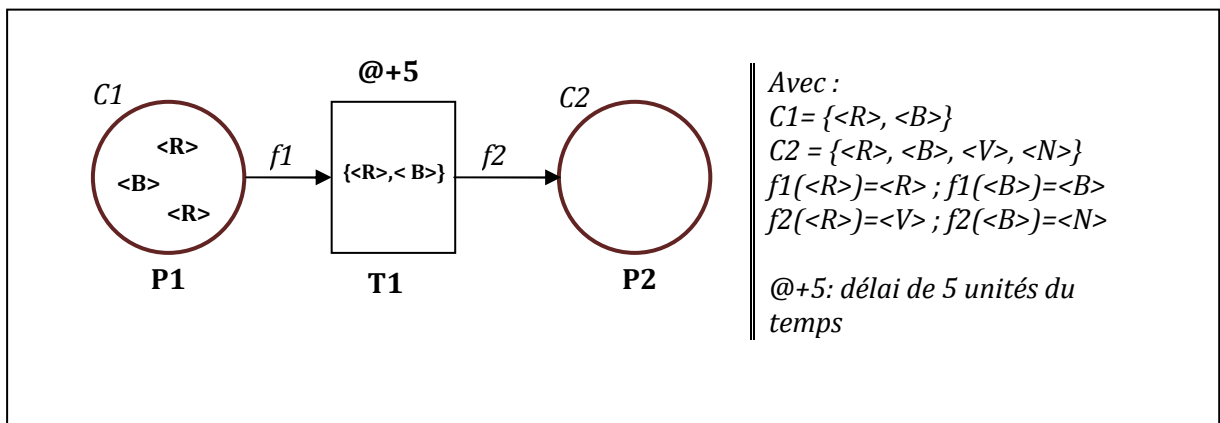 @+5
C1
C2
<R>
<B>
<R>
f1
{<R>,< B>}
f2
P1
T1
P2
Avec :
C1= {<R>, <B>}
C2 = {<R>, <B>, <V>, <N>}
f1(<R>)=<R> ; f1(<B>)=<B>
f2(<R>)=<V> ; f2(<B>)=<N>
@+5: délai de 5 unités du
temps